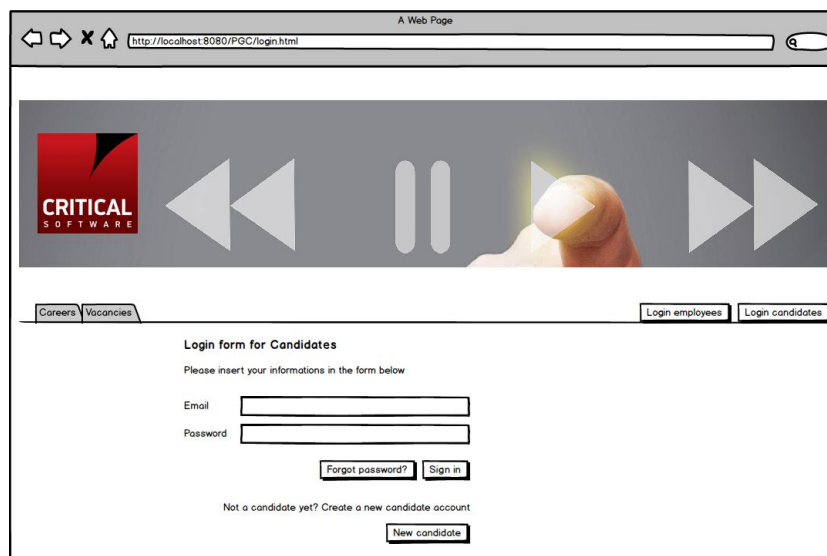 A Web Page
http://localhost:8080/PGC/login.html
CRITICAL
SOFTWARE
Careers Vacancies Login employees Login candidates
Login form for Candidates
Please insert your informations in the form below
Email
Password
Forgot password? Sign in
Not a candidate yet? Create a new candidate account
New candidate